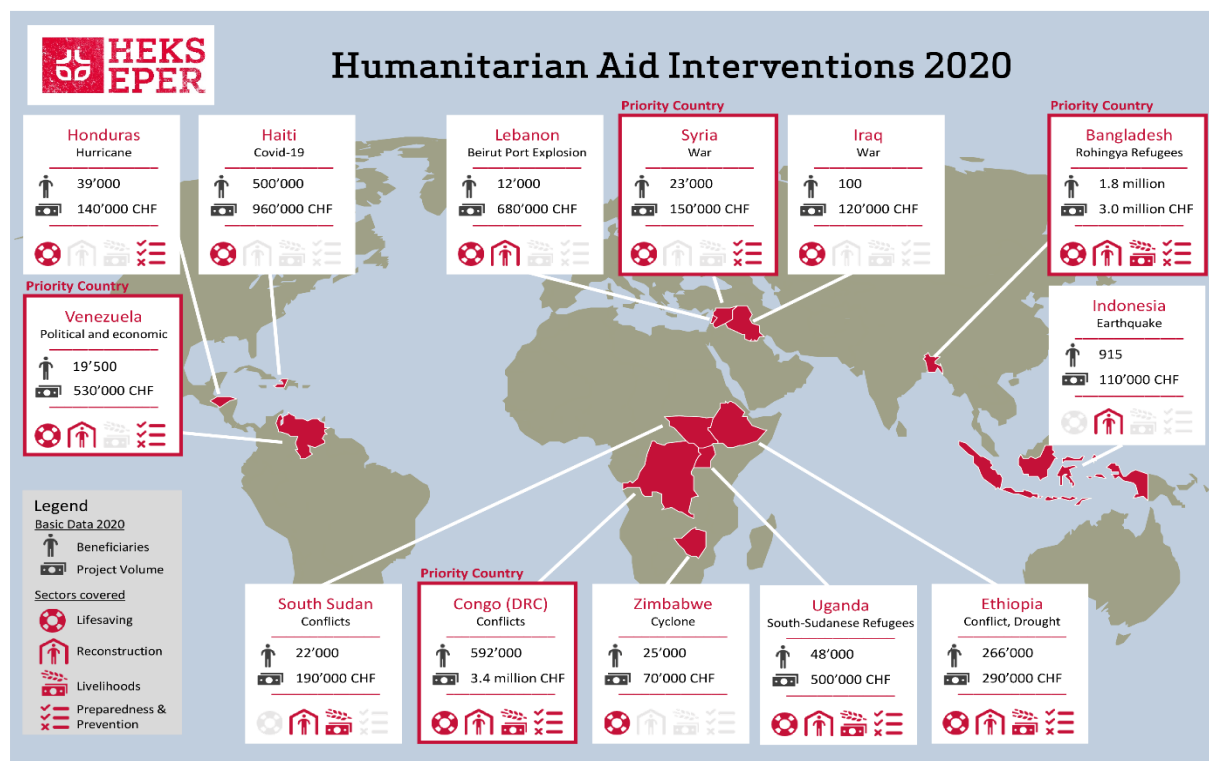 HEKS
EPER
Humanitarian Aid Interventions 2020
Honduras
Hurricane
39’000
140’000 CHF
Haiti
Covid-19
500’000
960’000 CHF
Lebanon
Beirut Port Explosion
12’000
680’000 CHF
Priority Country
Syria
War
23’000
150’000 CHF
Iraq
War
100
120’000 CHF
Priority Country
Bangladesh
Rohingya Refugees
1.8 million
3.0 million CHF
Priority Country
Venezuela
Political and economic
19’500
530’000 CHF
Indonesia
Earthquake
915
110’000 CHF
Legend
Basic Data 2020
Beneficiaries
Project Volume
Sectors covered
Lifesaving
Reconstruction
Livelihoods
Preparedness &
Prevention
South Sudan
Conflicts
22’000
190’000 CHF
Priority Country
Congo (DRC)
Conflicts
592’000
3.4 million CHF
Zimbabwe
Cyclone
25’000
70’000 CHF
Uganda
South-Sudanese Refugees
48’000
500’000 CHF
Ethiopia
Conflict, Drought
266’000
290’000 CHF